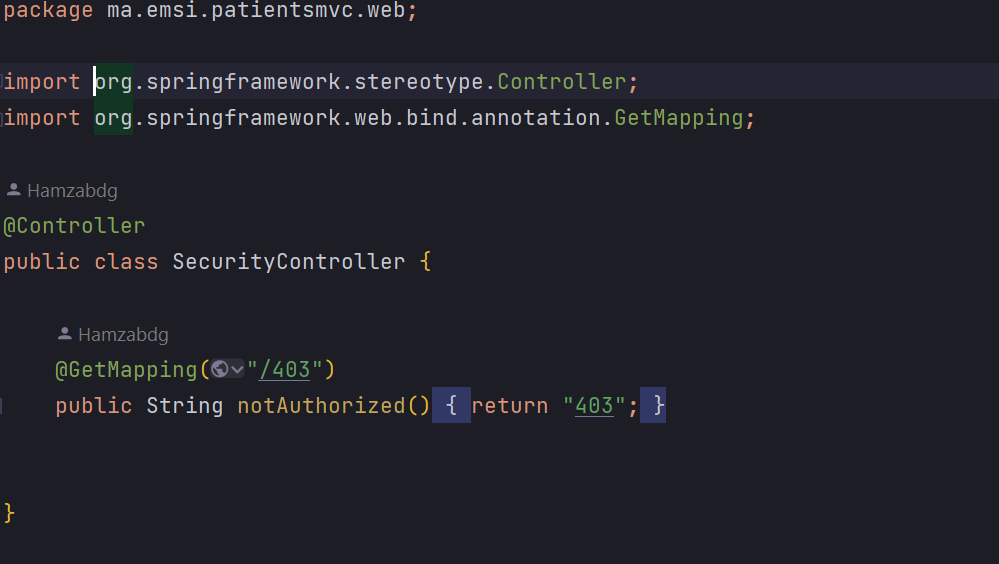 package ma.emsi.patientsmvc.web;
import org.springframework.stereotype.Controller;
import org.springframework.web.bind.annotation.GetMapping;
Hamzabdg
@Controller
public class SecurityController {
Hamzabdg
@GetMapping("/403")
public String notAuthorized() { return "403"; }
}